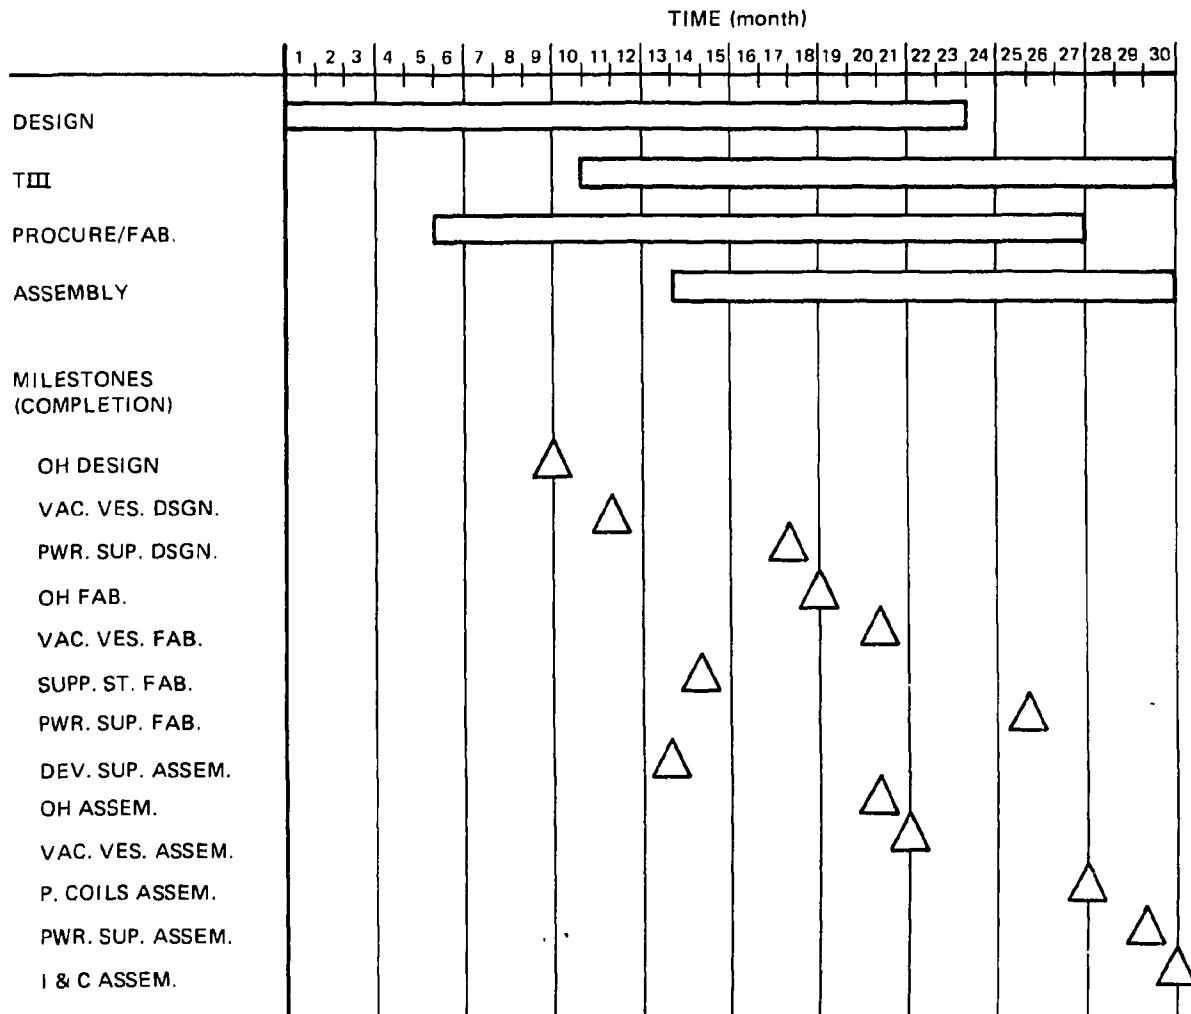 TIME (month)
1 2 3 4 5 6 7 8 9 10 11 12 13 14 15 16 17 18 19 20 21 22 23 24 25 26 27 28 29 30
DESIGN
TIII
PROCURE/FAB.
ASSEMBLY
MILESTONES
(COMPLETION)
OH DESIGN
VAC. VES. DSGN.
PWR. SUP. DSGN.
OH FAB.
VAC. VES. FAB.
SUPP. ST. FAB.
PWR. SUP. FAB.
DEV. SUP. ASSEM.
OH ASSEM.
VAC. VES. ASSEM.
P. COILS ASSEM.
PWR. SUP. ASSEM.
I & C ASSEM.